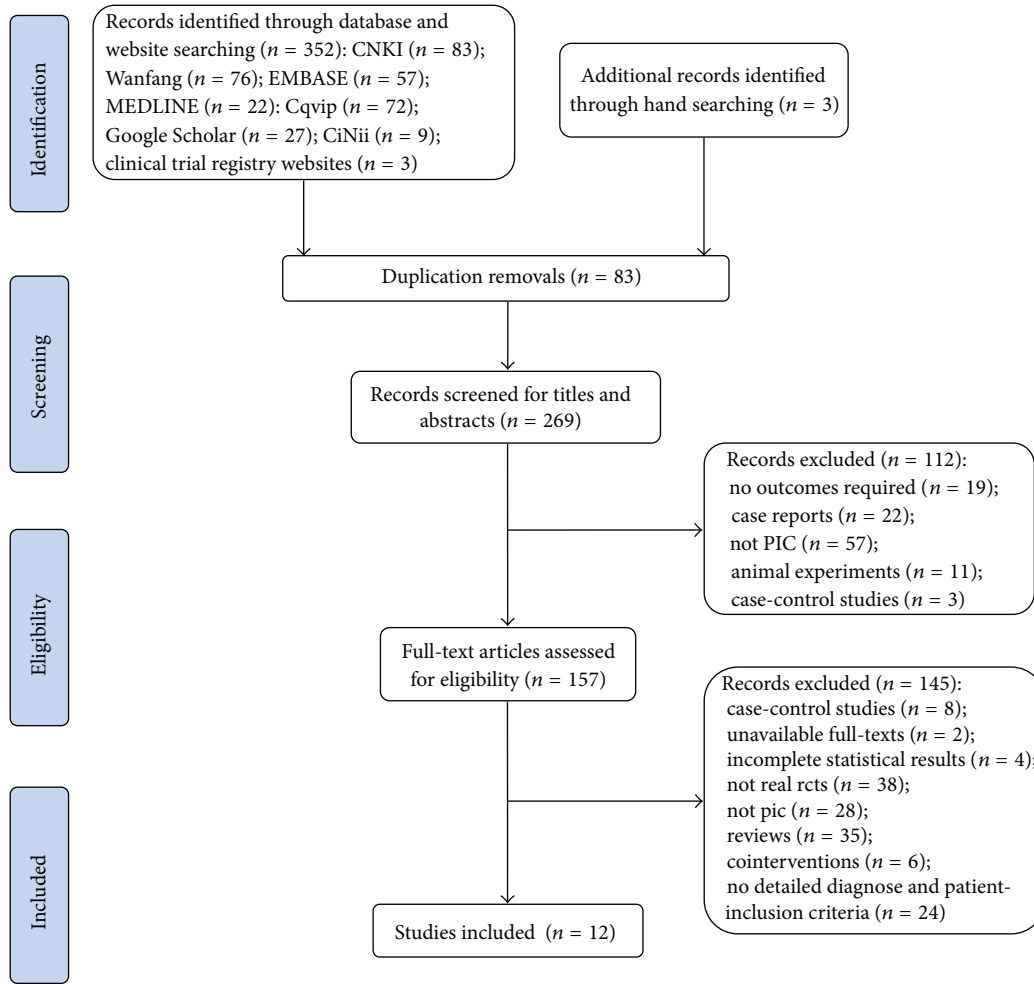 Identification
Records identified through database and
website searching (n = 352): CNKI (n = 83);
Wanfang (n = 76); EMBASE (n = 57);
MEDLINE (n = 22): Cqvip (n = 72);
Google Scholar (n = 27); CiNii (n = 9);
clinical trial registry websites (n = 3)
Additional records identified
through hand searching (n = 3)
Duplication removals (n = 83)
Screening
Records screened for titles and
abstracts (n = 269)
Records excluded (n = 112):
no outcomes required (n = 19);
case reports (n = 22);
not PIC (n = 57);
animal experiments (n = 11);
case-control studies (n = 3)
Eligibility
Full-text articles assessed
for eligibility (n = 157)
Records excluded (n = 145):
case-control studies (n = 8);
unavailable full-texts (n = 2);
incomplete statistical results (n = 4);
not real rcts (n = 38);
not pic (n = 28);
reviews (n = 35);
cointerventions (n = 6);
no detailed diagnose and patient-
inclusion criteria (n = 24)
Included
Studies included (n = 12)